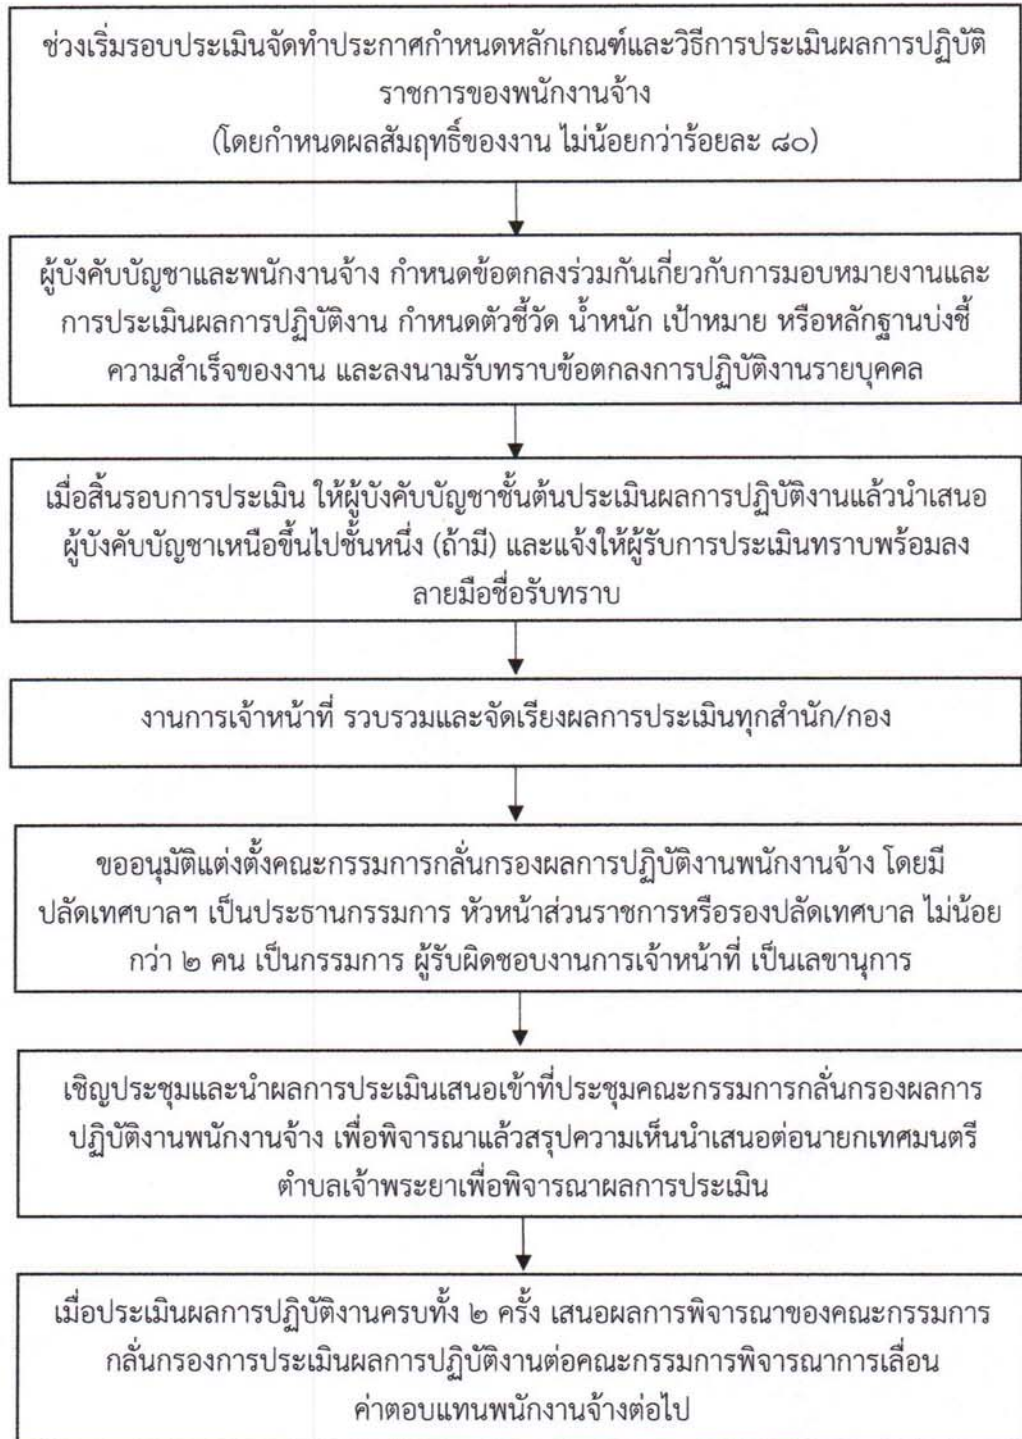 ช่วงเริ่มรอบประเมินจัดทำประกาศกำหนดหลักเกณฑ์และวิธีการประเมินผลการปฏิบัติ
ราชการของพนักงานจ้าง
(โดยกำหนดผลสัมฤทธิ์ของงาน ไม่น้อยกว่าร้อยละ ๘๐)
ผู้บังคับบัญชาและพนักงานจ้าง กำหนดข้อตกลงร่วมกันเกี่ยวกับการมอบหมายงานและ
การประเมินผลการปฏิบัติงาน กำหนดตัวชี้วัด น้ำหนัก เป้าหมาย หรือหลักฐานบ่งชี้
ความสำเร็จของงาน และลงนามรับทราบข้อตกลงการปฏิบัติงานรายบุคคล
เมื่อสิ้นรอบการประเมิน ให้ผู้บังคับบัญชาชั้นต้นประเมินผลการปฏิบัติงานแล้วนำเสนอ
ผู้บังคับบัญชาเหนือขึ้นไปชั้นหนึ่ง (ถ้ามี) และแจ้งให้ผู้รับการประเมินทราบพร้อมลง
ลายมือชื่อรับทราบ
งานการเจ้าหน้าที่ รวบรวมและจัดเรียงผลการประเมินทุกสำนัก/กอง
ขออนุมัติแต่งตั้งคณะกรรมการกลั่นกรองผลการปฏิบัติงานพนักงานจ้าง โดยมี
ปลัดเทศบาลฯ เป็นประธานกรรมการ หัวหน้าส่วนราชการหรือรองปลัดเทศบาล ไม่น้อย
กว่า ๒ คน เป็นกรรมการ ผู้รับผิดชอบงานการเจ้าหน้าที่ เป็นเลขานุการ
เชิญประชุมและนำผลการประเมินเสนอเข้าที่ประชุมคณะกรรมการกลั่นกรองผลการ
ปฏิบัติงานพนักงานจ้าง เพื่อพิจารณาแล้วสรุปความเห็นนำเสนอต่อนายกเทศมนตรี
ตำบลเจ้าพระยาเพื่อพิจารณาผลการประเมิน
เมื่อประเมินผลการปฏิบัติงานครบทั้ง ๒ ครั้ง เสนอผลการพิจารณาของคณะกรรมการ
กลั่นกรองการประเมินผลการปฏิบัติงานต่อคณะกรรมการพิจารณาการเลื่อน
ค่าตอบแทนพนักงานจ้างต่อไป